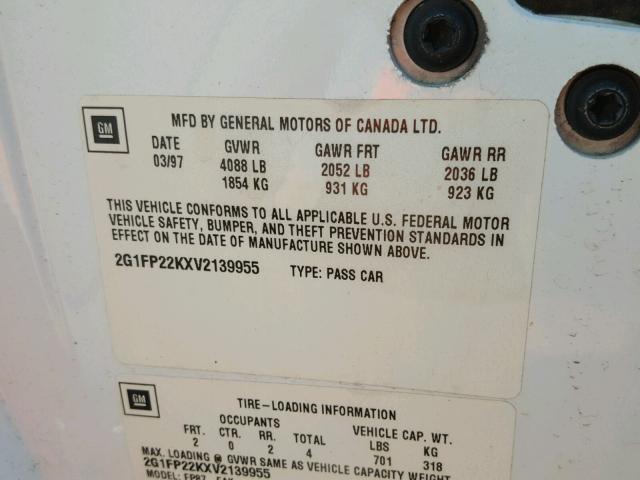 GM
MFD BY GENERAL MOTORS OF CANADA LTD.
DATE GVWR GAWR FRT GAWR RR
03/97 4088 LB 2052 LB 2036 LB
1854 KG 931 KG 923 KG
THIS VEHICLE CONFORMS TO ALL APPLICABLE U.S. FEDERAL MOTOR
VEHICLE SAFETY, BUMPER, AND THEFT PREVENTION STANDARDS IN
EFFECT ON THE DATE OF MANUFACTURE SHOWN ABOVE.
2G1FP22KXV2139955 TYPE: PASS CAR
GM
TIRE-LOADING INFORMATION
OCCUPANTS VEHICLE CAP. WT.
FRT. CTR. RR. TOTAL LBS KG
2 0 2 4 701 318
MAX. LOADING @ GVWR SAME AS VEHICLE CAPACITY WEIGHT
2G1FP22KXV2139955
MODEL: FP87